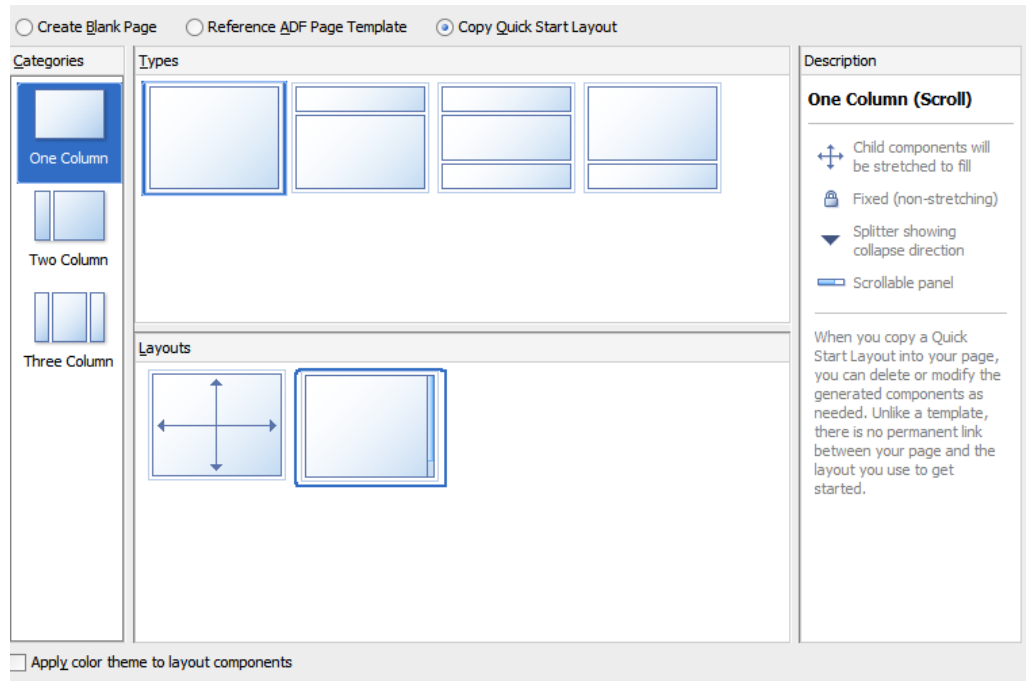 Create Blank Page
Reference ADF Page Template
Copy Quick Start Layout
Categories
One Column
Two Column
Three Column
Types
Layouts
Description
One Column (Scroll)
Child components will
be stretched to fill
Fixed (non-stretching)
Splitter showing
collapse direction
Scrollable panel
When you copy a Quick
Start Layout into your page,
you can delete or modify the
generated components as
needed. Unlike a template,
there is no permanent link
between your page and the
layout you use to get
started.
Apply color theme to layout components